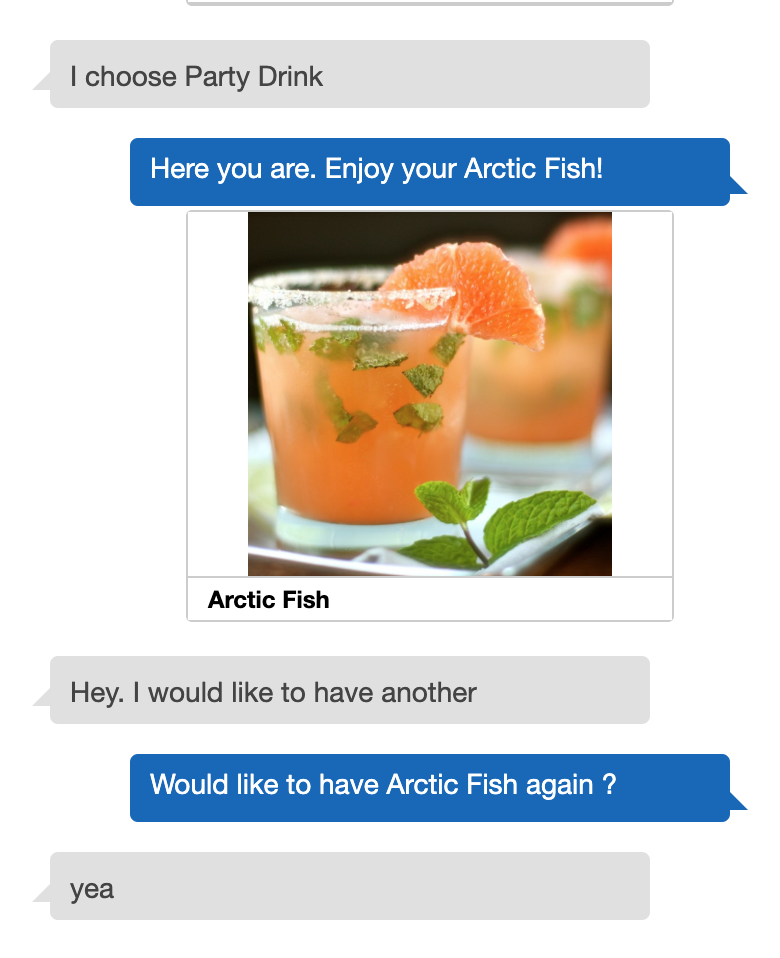 I choose Party Drink
Here you are. Enjoy your Arctic Fish!
Arctic Fish
Hey. I would like to have another
Would like to have Arctic Fish again ?
yea